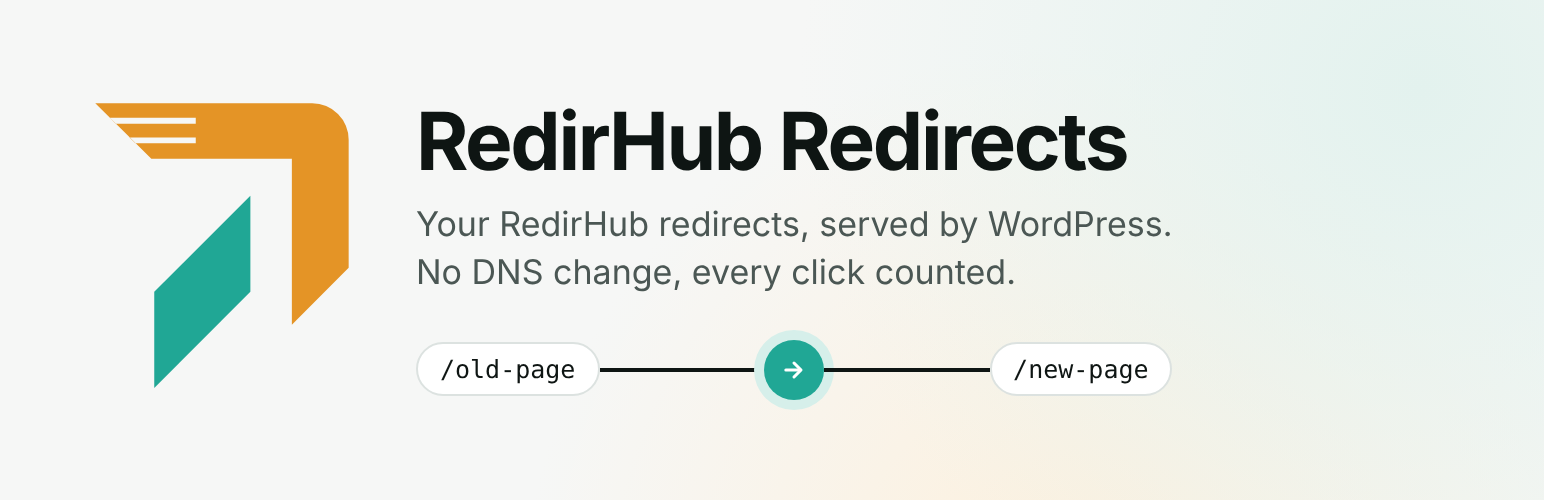 RedirHub Redirects
Your RedirHub redirects, served by WordPress.
No DNS change, every click counted.
/old-page
/new-page